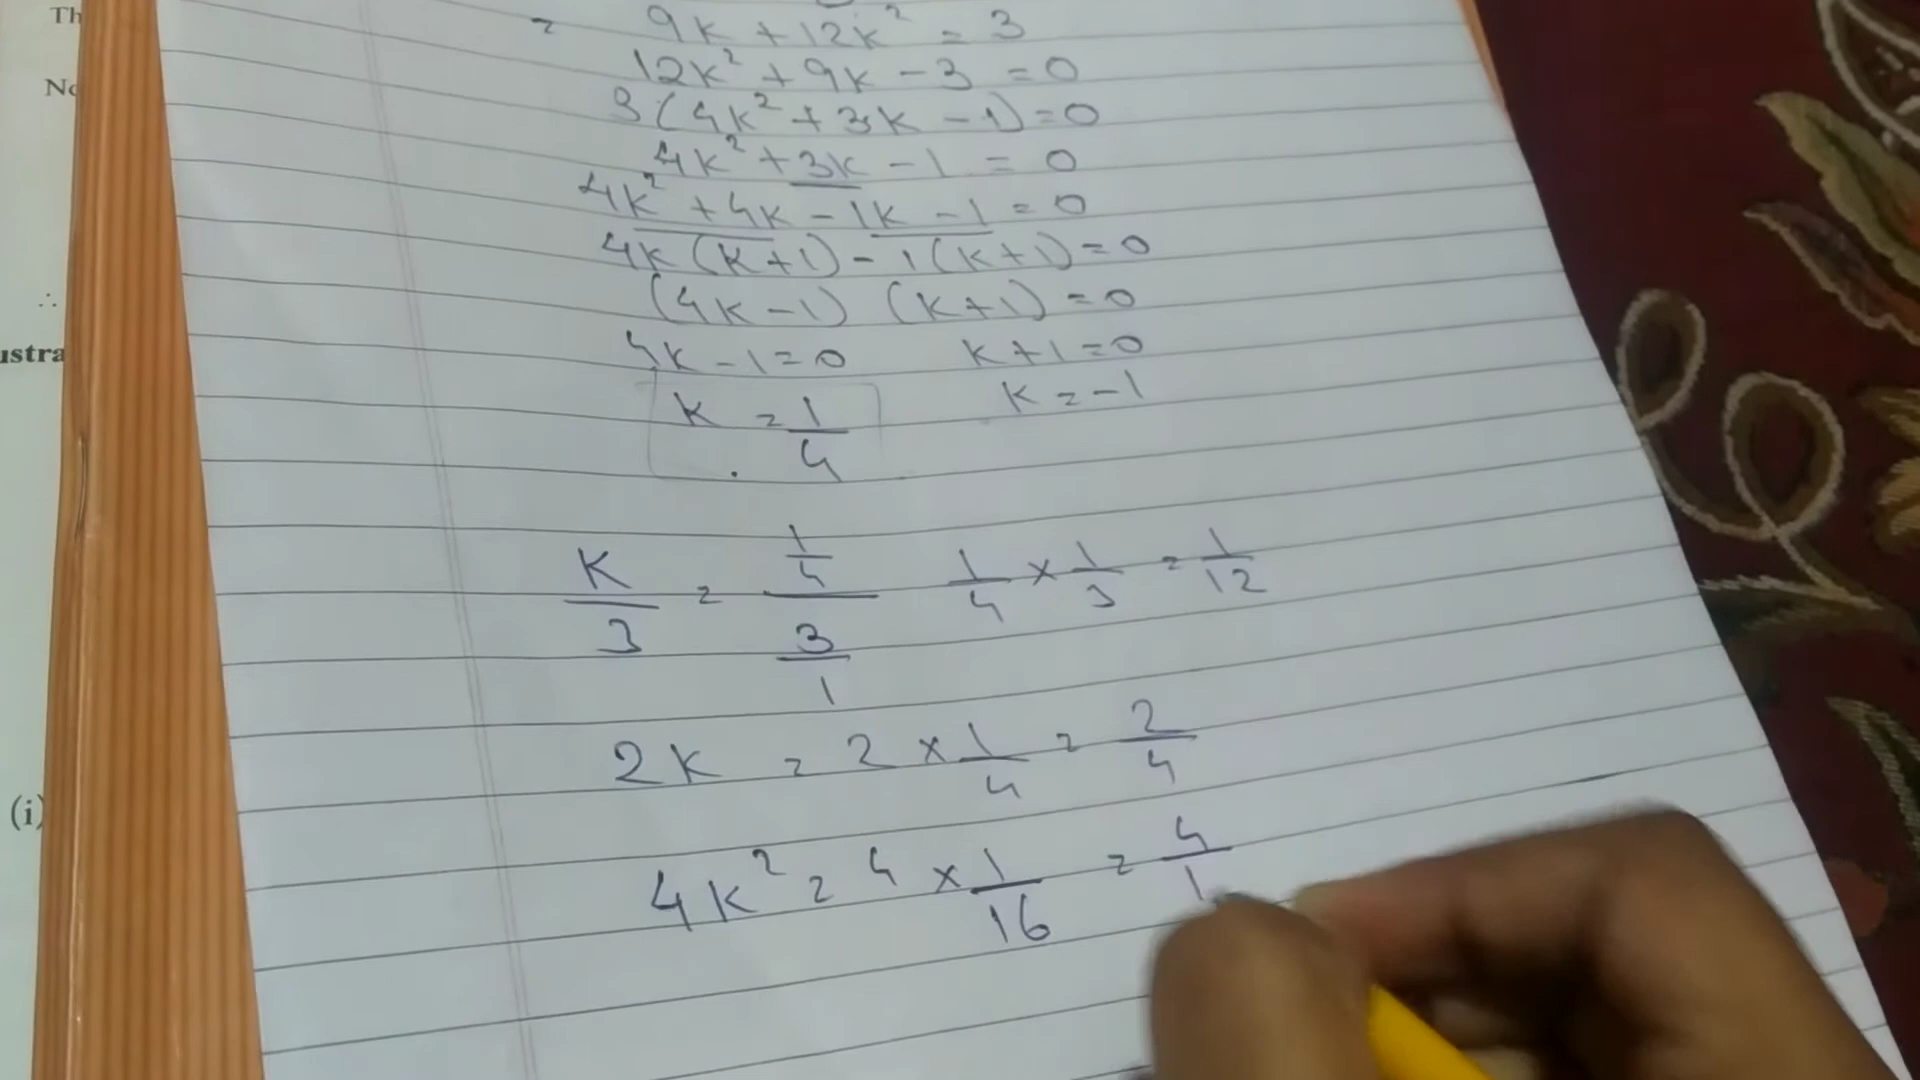 Th
No
∴
ustra
(i)
= 9k + 12k² = 3
12k² + 9k - 3 = 0
3(4k² + 3k - 1) = 0
4k² + 3k - 1 = 0
4k² + 4k - 1k - 1 = 0
4k(k+1) - 1(k+1) = 0
(4k - 1) (k+1) = 0
4k - 1 = 0 k+1 = 0
k = 1/4 k = -1
K/3 = (1/4)/(3/1) 1/4 × 1/3 = 1/12
2k = 2 × 1/4 = 2/4
4k² = 4 × 1/16 = 4/1